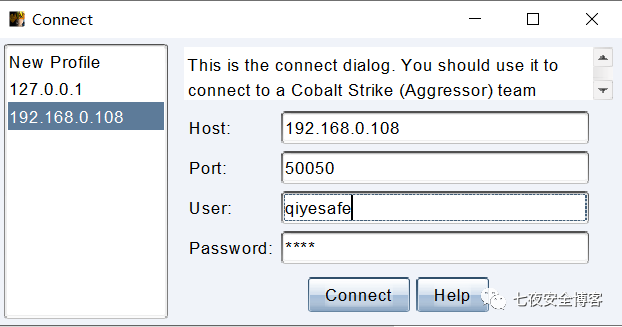 Connect
New Profile
127.0.0.1
192.168.0.108
This is the connect dialog. You should use it to
connect to a Cobalt Strike (Aggressor) team
Host: 192.168.0.108
Port: 50050
User: qiyesafe
Password: ****
Connect Help
七夜安全博客